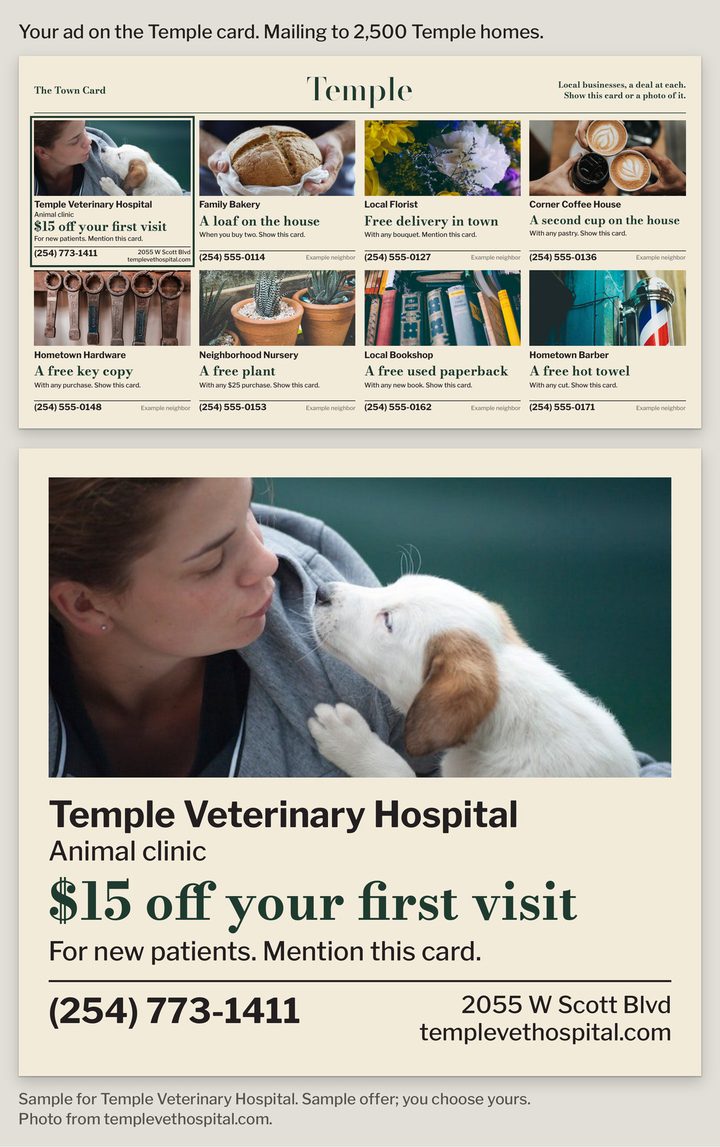 Your ad on the Temple card. Mailing to 2,500 Temple homes.
The Town Card
Temple
Local businesses, a deal at each.
Show this card or a photo of it.
Temple Veterinary Hospital
Animal clinic
$15 off your first visit
For new patients. Mention this card.
(254) 773-1411
2055 W Scott Blvd
templevethospital.com
Family Bakery
A loaf on the house
When you buy two. Show this card.
(254) 555-0114
Example neighbor
Local Florist
Free delivery in town
With any bouquet. Mention this card.
(254) 555-0127
Example neighbor
Corner Coffee House
A second cup on the house
With any pastry. Show this card.
(254) 555-0136
Example neighbor
Hometown Hardware
A free key copy
With any purchase. Show this card.
(254) 555-0148
Example neighbor
Neighborhood Nursery
A free plant
With any $25 purchase. Show this card.
(254) 555-0153
Example neighbor
Local Bookshop
A free used paperback
With any new book. Show this card.
(254) 555-0162
Example neighbor
Hometown Barber
A free hot towel
With any cut. Show this card.
(254) 555-0171
Example neighbor
Temple Veterinary Hospital
Animal clinic
$15 off your first visit
For new patients. Mention this card.
(254) 773-1411
2055 W Scott Blvd
templevethospital.com
Sample for Temple Veterinary Hospital. Sample offer; you choose yours.
Photo from templevethospital.com.